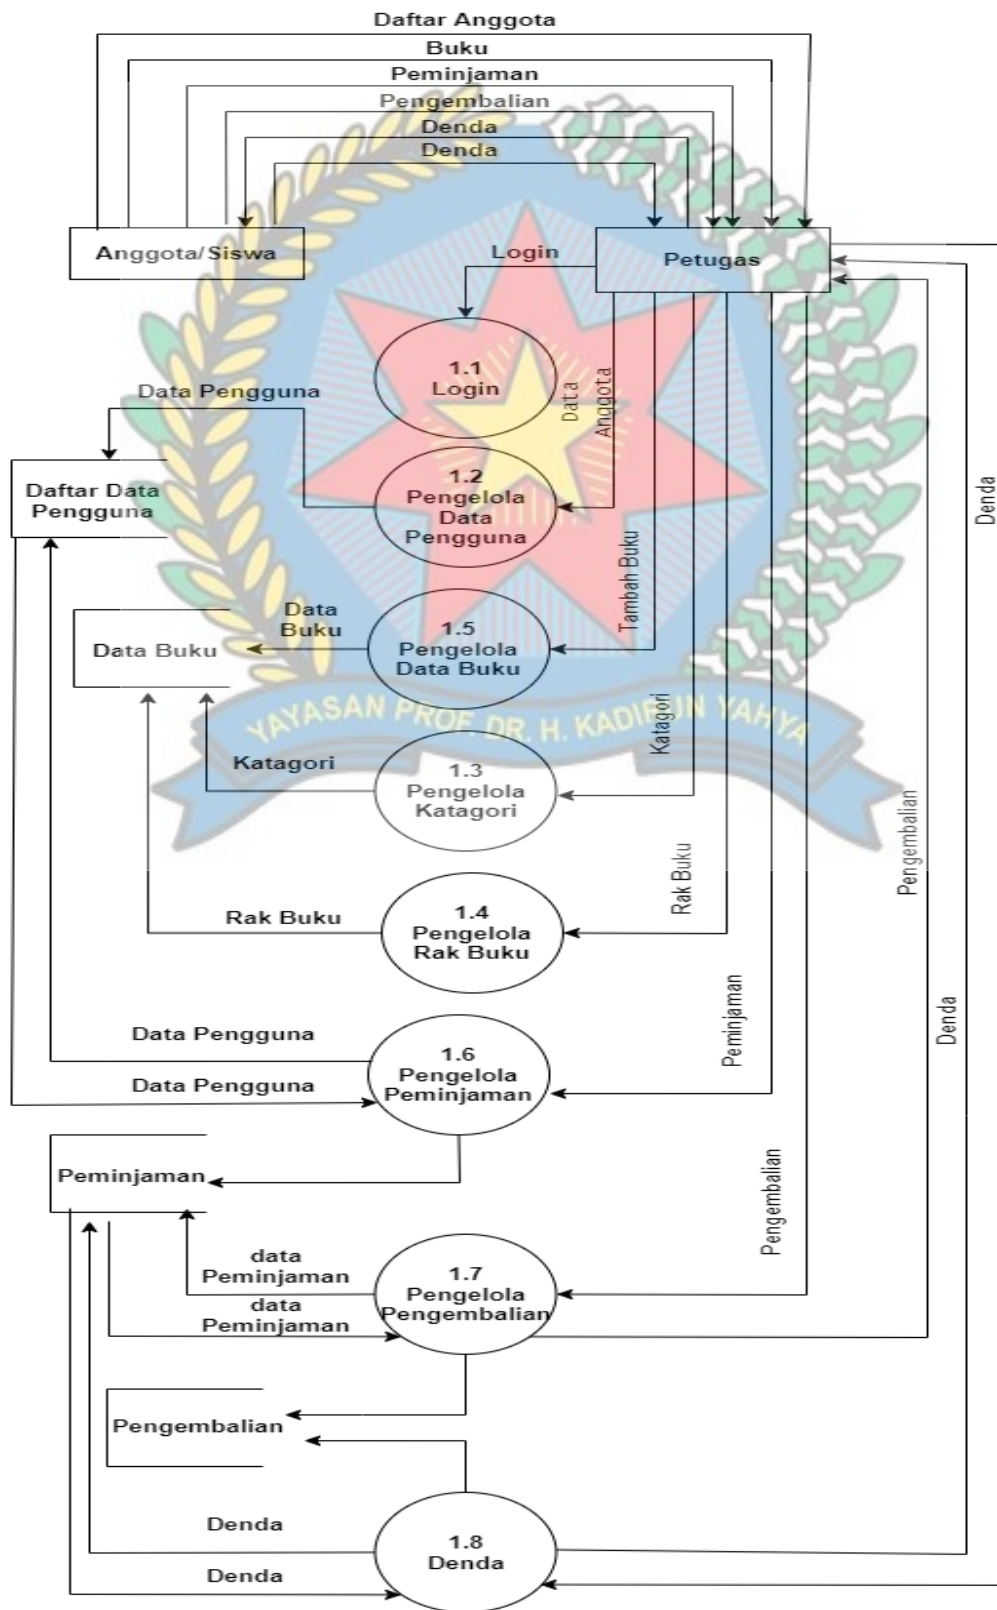 Daftar Anggota
Buku
Peminjaman
Pengembalian
Denda
Denda
Anggota/Siswa
Petugas
Login
1.1
Login
Data
Anggota
Data Pengguna
Daftar Data
Pengguna
1.2
Pengelola
Data
Pengguna
Denda
Tambah Buku
Data
Buku
Data Buku
1.5
Pengelola
Data Buku
YAYASAN PROF. DR. H. KADIRUN YAHYA
Katagori
Katagori
1.3
Pengelola
Katagori
Pengembalian
Rak Buku
Rak Buku
1.4
Pengelola
Rak Buku
Peminjaman
Denda
Data Pengguna
Data Pengguna
1.6
Pengelola
Peminjaman
Peminjaman
Pengembalian
data
Peminjaman
data
Peminjaman
1.7
Pengelola
Pengembalian
Pengembalian
Denda
Denda
1.8
Denda